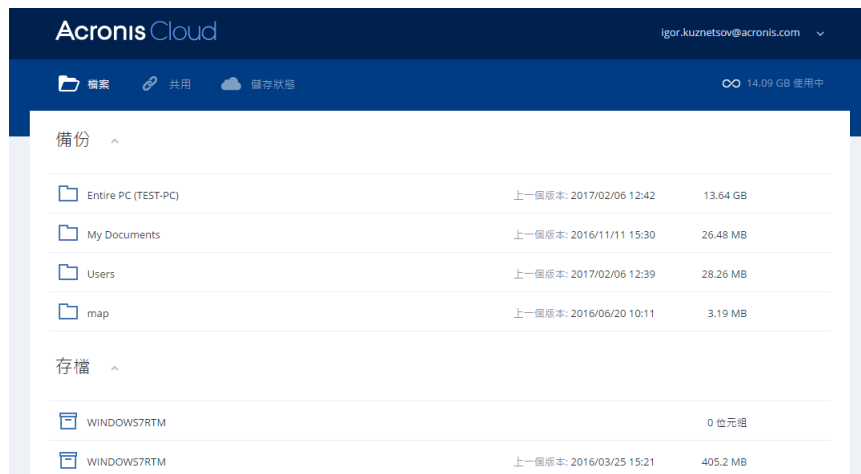 Acronis Cloud
igor.kuznetsov@acronis.com
檔案 共用 儲存狀態 14.09 GB 使用中
備份
Entire PC (TEST-PC) 上一個版本: 2017/02/06 12:42 13.64 GB
My Documents 上一個版本: 2016/11/11 15:30 26.48 MB
Users 上一個版本: 2017/02/06 12:39 28.26 MB
map 上一個版本: 2016/06/20 10:11 3.19 MB
存檔
WINDOWS7RTM 0 位元組
WINDOWS7RTM 上一個版本: 2016/03/25 15:21 405.2 MB